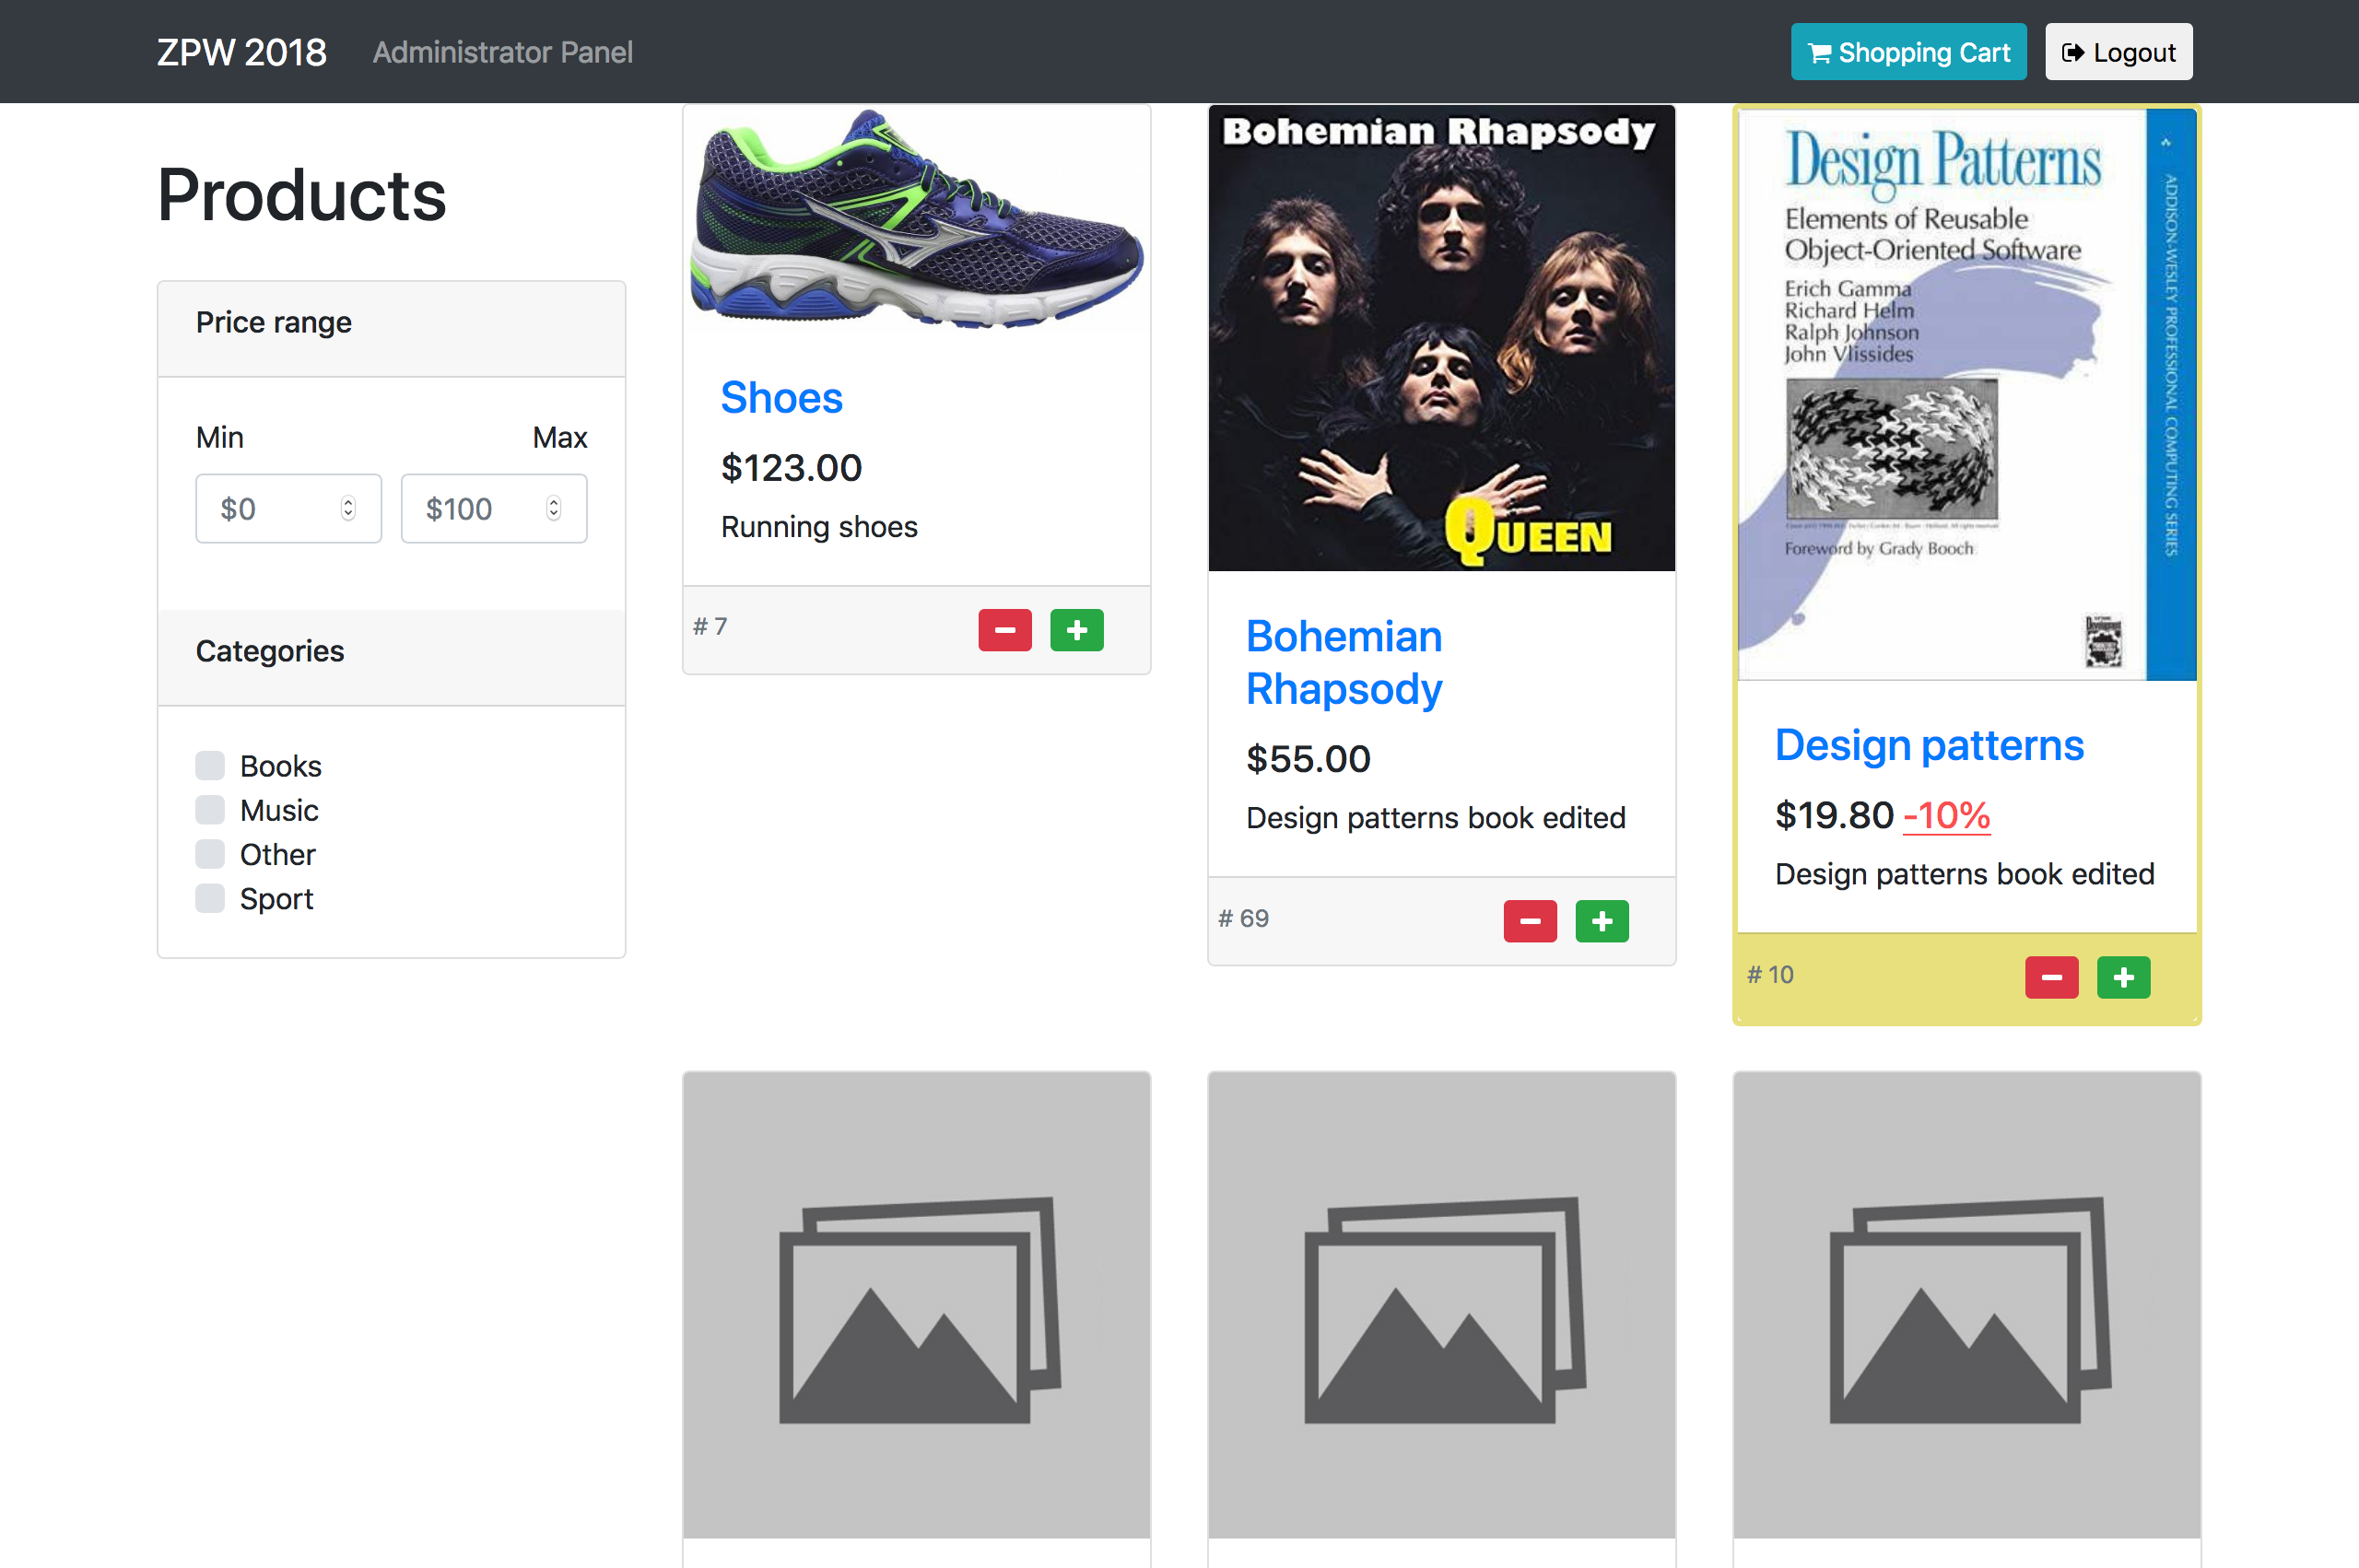 ZPW 2018 Administrator Panel Shopping Cart Logout
Products
Price range
Min Max
$0 $100
Categories
Books
Music
Other
Sport
Shoes
$123.00
Running shoes
# 7
Bohemian Rhapsody
QUEEN
Bohemian
Rhapsody
$55.00
Design patterns book edited
# 69
Design Patterns
Elements of Reusable
Object-Oriented Software
Erich Gamma
Richard Helm
Ralph Johnson
John Vlissides
Foreword by Grady Booch
ADDISON-WESLEY PROFESSIONAL COMPUTING SERIES
Design patterns
$19.80 -10%
Design patterns book edited
# 10